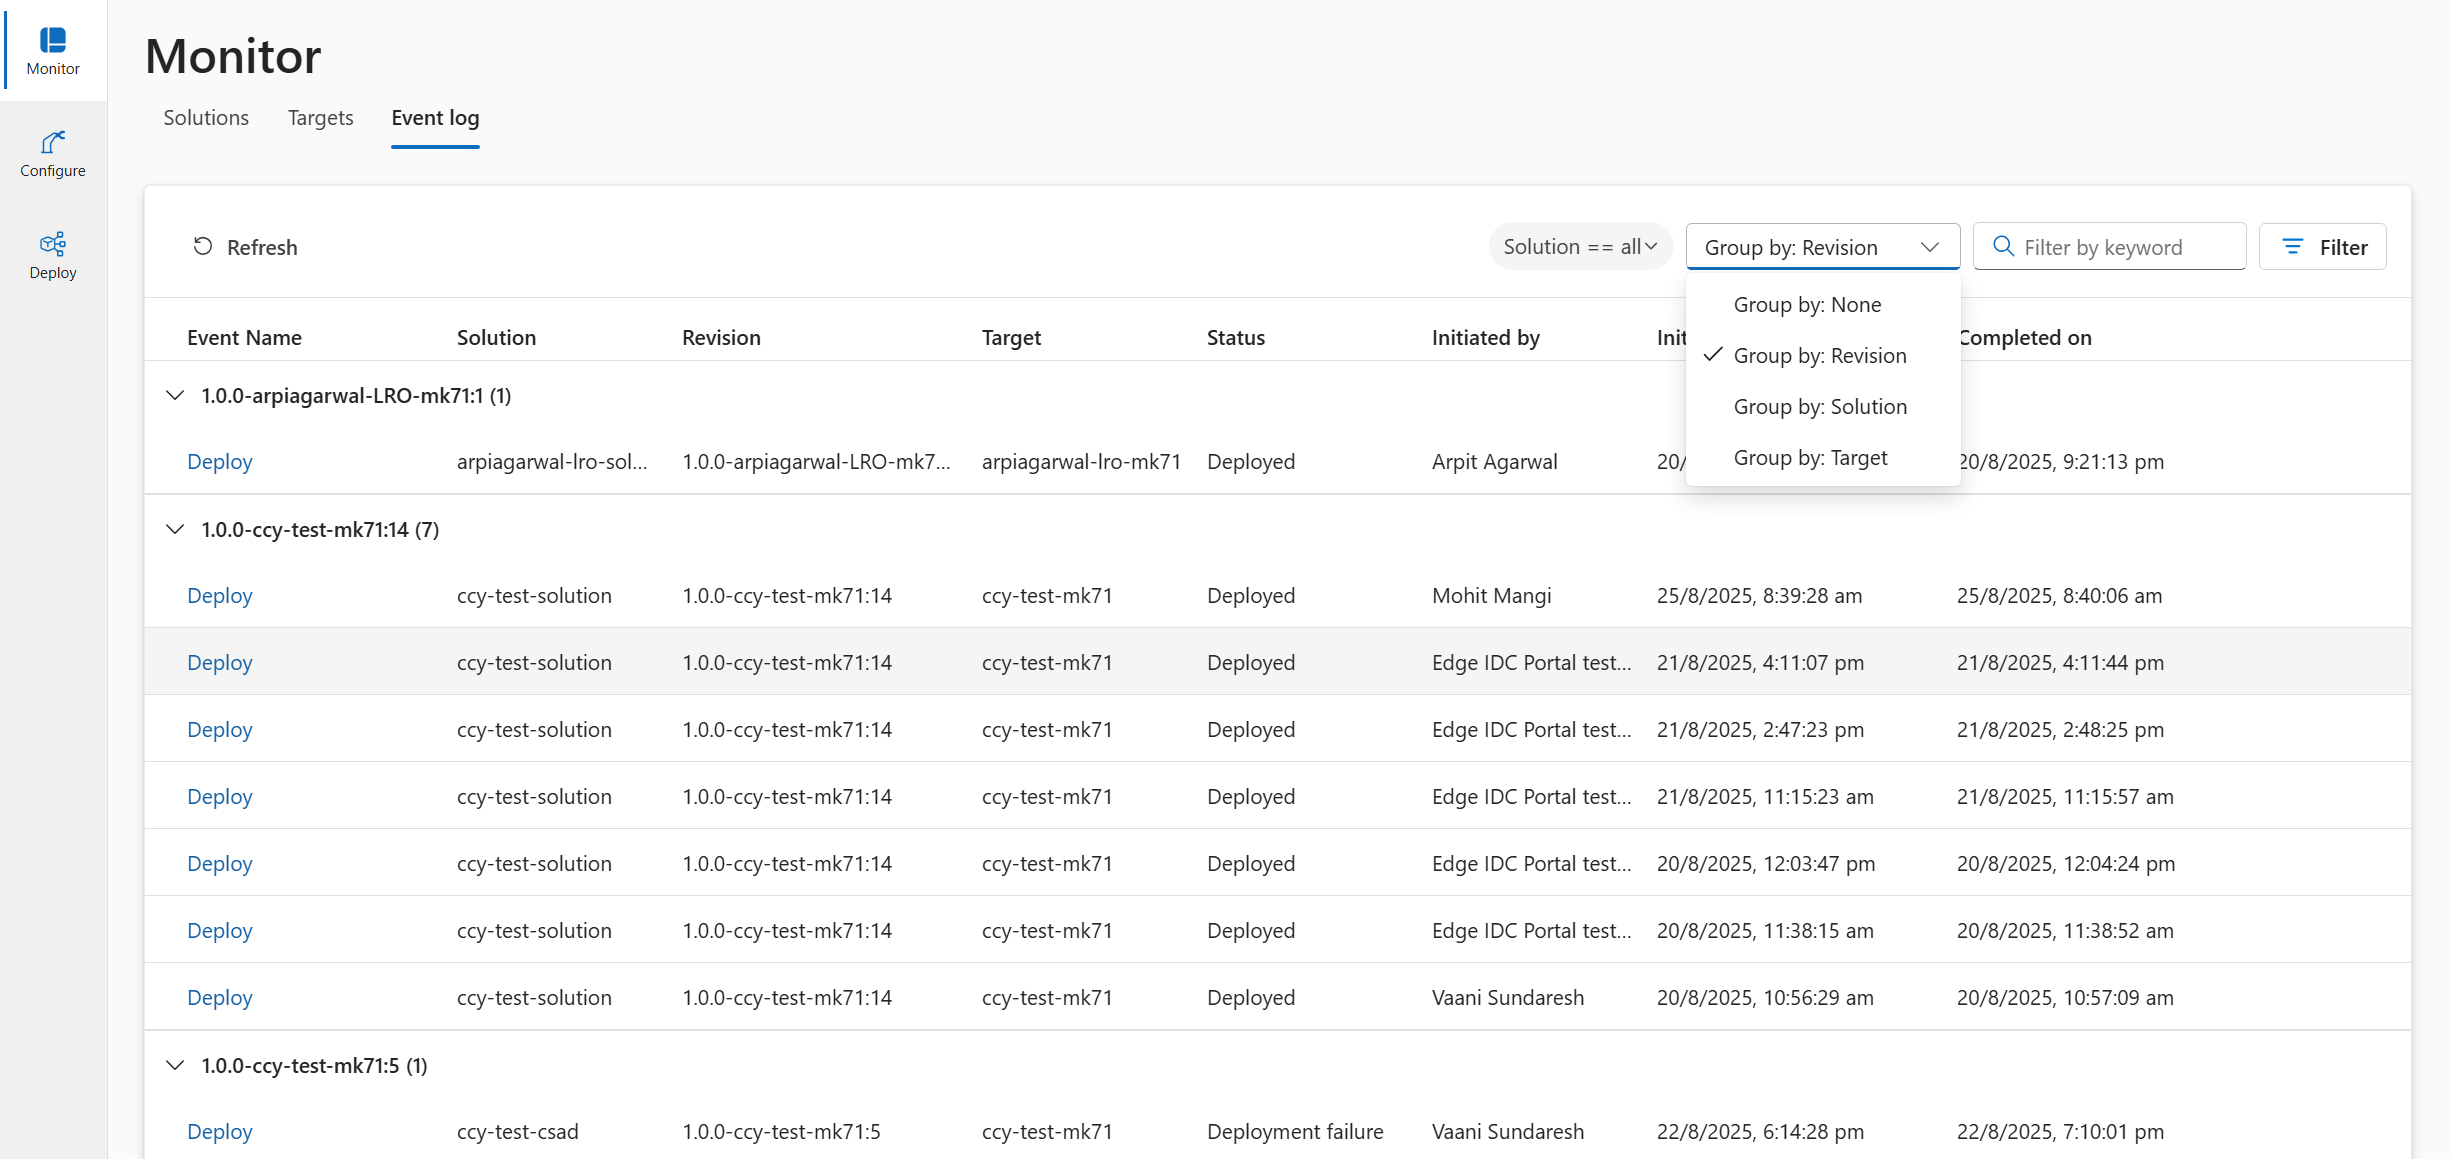 Monitor
Configure
Deploy
Monitor
Solutions Targets Event log
Refresh Solution == all Group by: Revision Filter by keyword Filter
Group by: None
Group by: Revision
Group by: Solution
Group by: Target
Event Name Solution Revision Target Status Initiated by Completed on
1.0.0-arpiagarwal-LRO-mk71:1 (1)
Deploy arpiagarwal-lro-sol... 1.0.0-arpiagarwal-LRO-mk7... arpiagarwal-lro-mk71 Deployed Arpit Agarwal 20/ 20/8/2025, 9:21:13 pm
1.0.0-ccy-test-mk71:14 (7)
Deploy ccy-test-solution 1.0.0-ccy-test-mk71:14 ccy-test-mk71 Deployed Mohit Mangi 25/8/2025, 8:39:28 am 25/8/2025, 8:40:06 am
Deploy ccy-test-solution 1.0.0-ccy-test-mk71:14 ccy-test-mk71 Deployed Edge IDC Portal test... 21/8/2025, 4:11:07 pm 21/8/2025, 4:11:44 pm
Deploy ccy-test-solution 1.0.0-ccy-test-mk71:14 ccy-test-mk71 Deployed Edge IDC Portal test... 21/8/2025, 2:47:23 pm 21/8/2025, 2:48:25 pm
Deploy ccy-test-solution 1.0.0-ccy-test-mk71:14 ccy-test-mk71 Deployed Edge IDC Portal test... 21/8/2025, 11:15:23 am 21/8/2025, 11:15:57 am
Deploy ccy-test-solution 1.0.0-ccy-test-mk71:14 ccy-test-mk71 Deployed Edge IDC Portal test... 20/8/2025, 12:03:47 pm 20/8/2025, 12:04:24 pm
Deploy ccy-test-solution 1.0.0-ccy-test-mk71:14 ccy-test-mk71 Deployed Edge IDC Portal test... 20/8/2025, 11:38:15 am 20/8/2025, 11:38:52 am
Deploy ccy-test-solution 1.0.0-ccy-test-mk71:14 ccy-test-mk71 Deployed Vaani Sundaresh 20/8/2025, 10:56:29 am 20/8/2025, 10:57:09 am
1.0.0-ccy-test-mk71:5 (1)
Deploy ccy-test-csad 1.0.0-ccy-test-mk71:5 ccy-test-mk71 Deployment failure Vaani Sundaresh 22/8/2025, 6:14:28 pm 22/8/2025, 7:10:01 pm